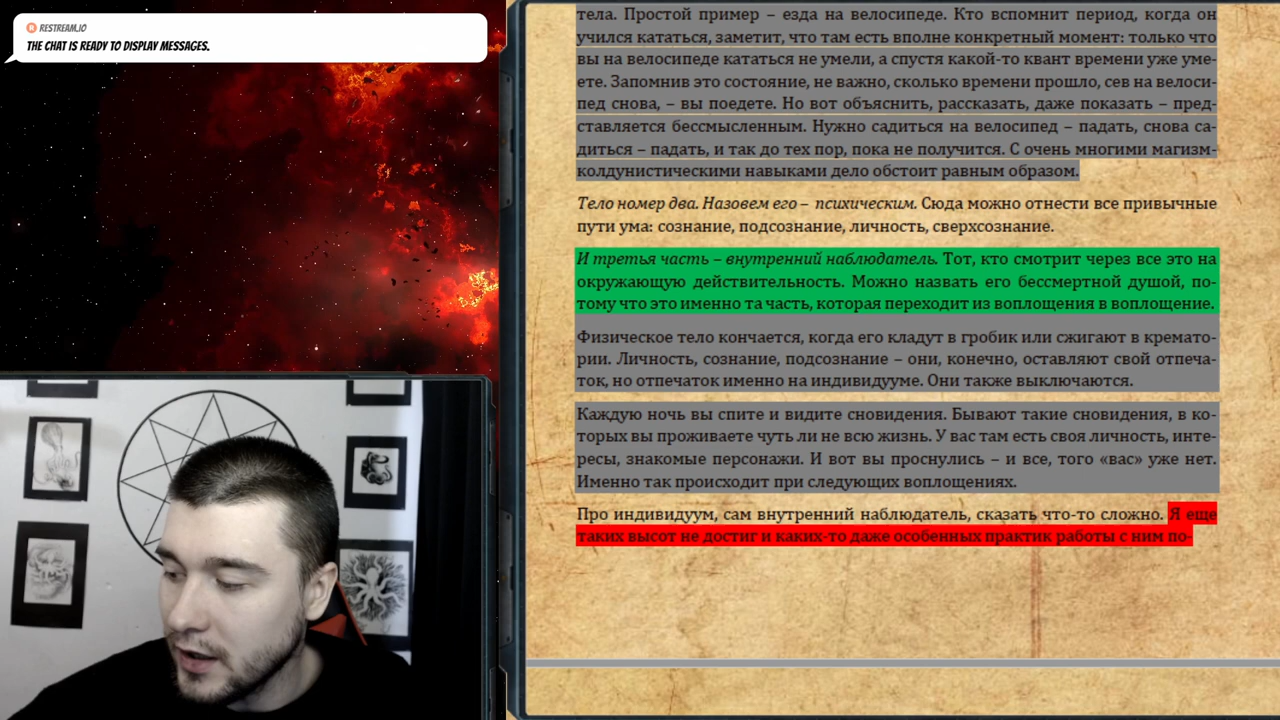 RESTREAM.IO
THE CHAT IS READY TO DISPLAY MESSAGES.
тела. Простой пример – езда на велосипеде. Кто вспомнит период, когда он
учился кататься, заметит, что там есть вполне конкретный момент: только что
вы на велосипеде кататься не умели, а спустя какой-то квант времени уже уме-
ете. Запомнив это состояние, не важно, сколько времени прошло, сев на велоси-
пед снова, – вы поедете. Но вот объяснить, рассказать, даже показать – пред-
ставляется бессмысленным. Нужно садиться на велосипед – падать, снова са-
диться – падать, и так до тех пор, пока не получится. С очень многими магизм-
колдунистическими навыками дело обстоит равным образом.
Тело номер два. Назовем его – психическим. Сюда можно отнести все привычные
пути ума: сознание, подсознание, личность, сверхсознание.
И третья часть – внутренний наблюдатель. Тот, кто смотрит через все это на
окружающую действительность. Можно назвать его бессмертной душой, по-
тому что это именно та часть, которая переходит из воплощения в воплощение.
Физическое тело кончается, когда его кладут в гробик или сжигают в кремато-
рии. Личность, сознание, подсознание – они, конечно, оставляют свой отпеча-
ток, но отпечаток именно на индивидууме. Они также выключаются.
Каждую ночь вы спите и видите сновидения. Бывают такие сновидения, в ко-
торых вы проживаете чуть ли не всю жизнь. У вас там есть своя личность, инте-
ресы, знакомые персонажи. И вот вы проснулись – и все, того «вас» уже нет.
Именно так происходит при следующих воплощениях.
Про индивидуум, сам внутренний наблюдатель, сказать что-то сложно. Я еще
таких высот не достиг и каких-то даже особенных практик работы с ним по-